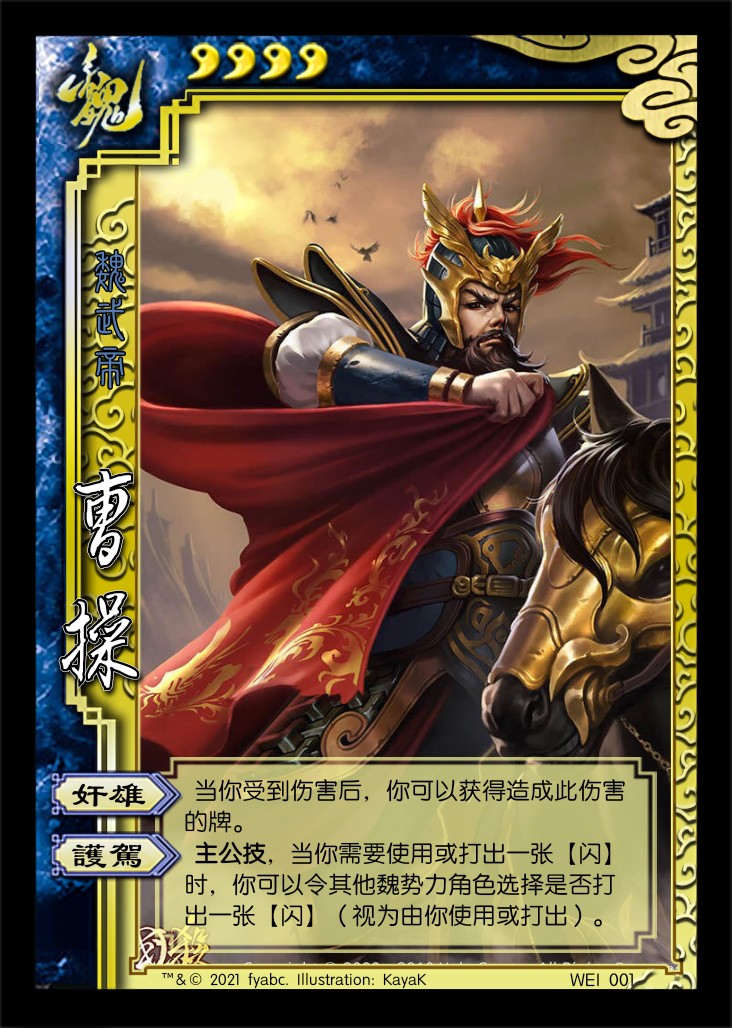 魏
魏武帝
曹操
奸雄
当你受到伤害后，你可以获得造成此伤害
的牌。
護駕
主公技，当你需要使用或打出一张【闪】
时，你可以令其他魏势力角色选择是否打
出一张【闪】（视为由你使用或打出）。
™&© 2021 fyabc. Illustration: KayaK
WEI 001